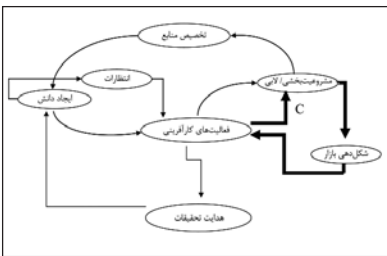 تخصیص منابع
انتظارات
مشروعیت‌بخشی/ لابی
ایجاد دانش
C
فعالیت‌های کارآفرینی
شکل‌دهی بازار
هدایت تحقیقات